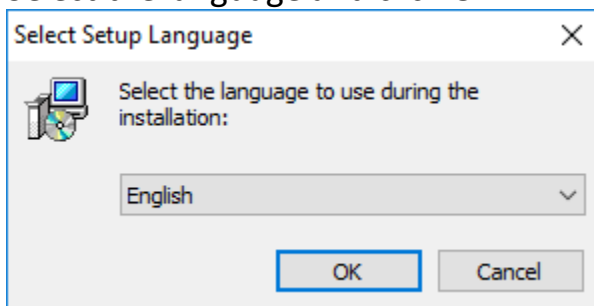 Select Setup Language
Select the language to use during the
installation:
English
OK
Cancel